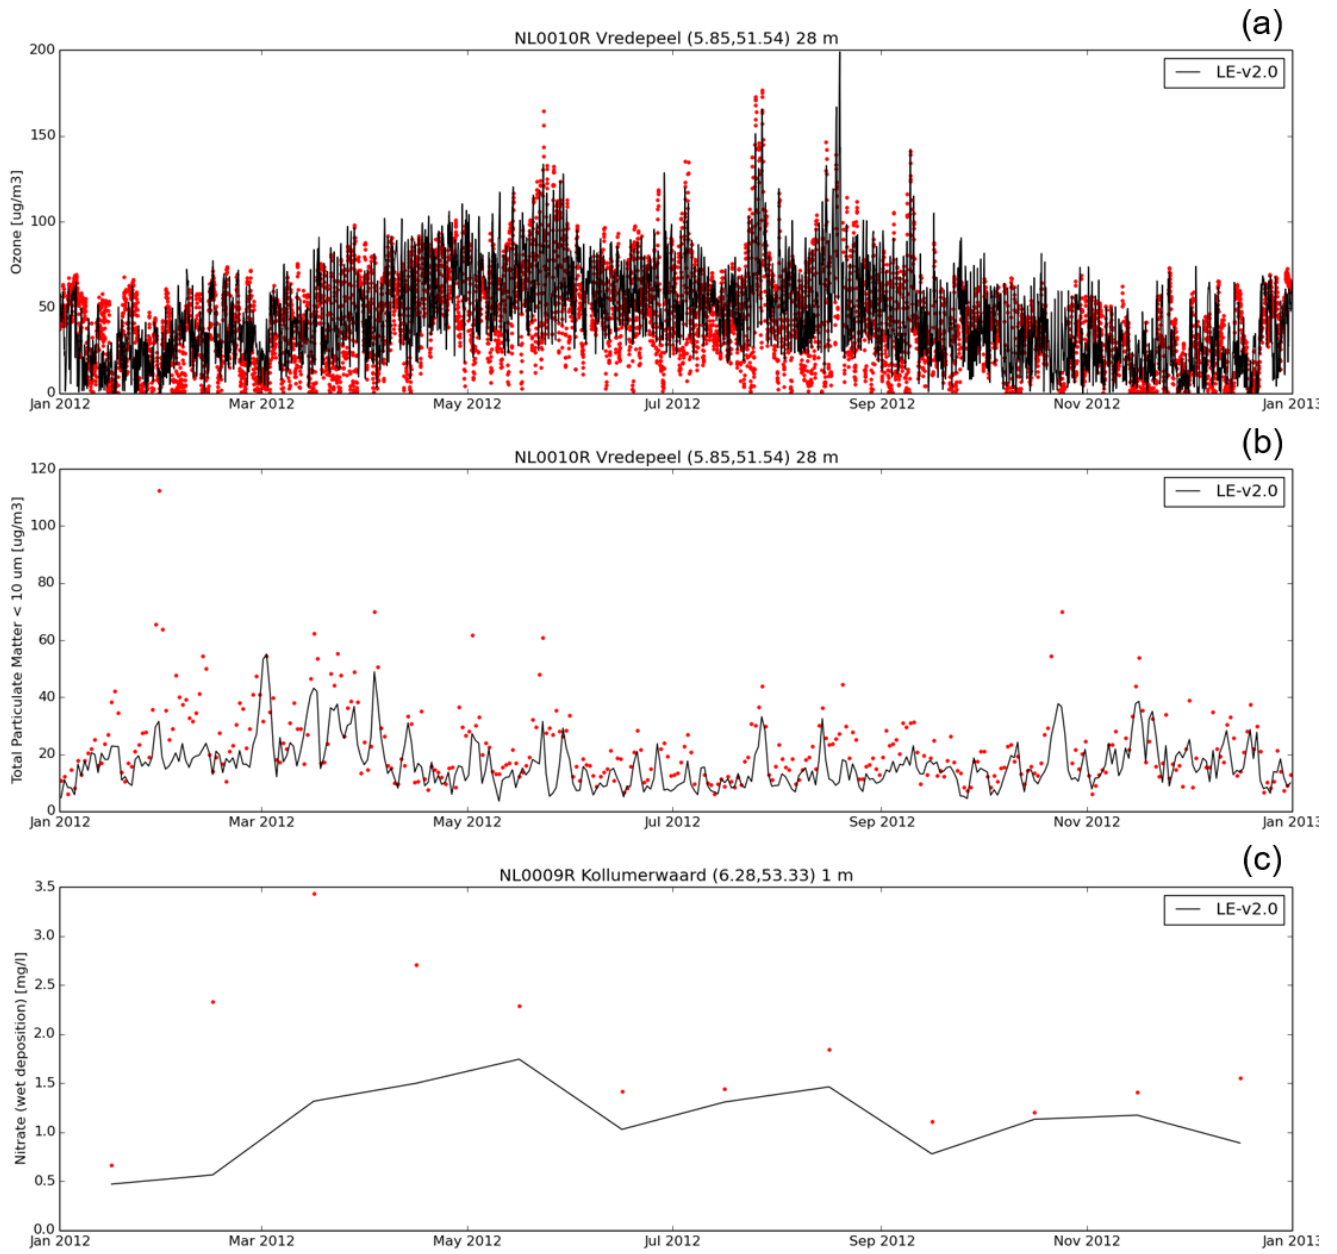 (a)
NL0010R Vredepeel (5.85,51.54) 28 m
LE-v2.0
Ozone [ug/m3]
200
150
100
50
0
Jan 2012 Mar 2012 May 2012 Jul 2012 Sep 2012 Nov 2012 Jan 2013
(b)
NL0010R Vredepeel (5.85,51.54) 28 m
LE-v2.0
Total Particulate Matter < 10 um [ug/m3]
120
100
80
60
40
20
0
Jan 2012 Mar 2012 May 2012 Jul 2012 Sep 2012 Nov 2012 Jan 2013
(c)
NL0009R Kollumerwaard (6.28,53.33) 1 m
LE-v2.0
Nitrate (wet deposition) [mg/l]
3.5
3.0
2.5
2.0
1.5
1.0
0.5
0.0
Jan 2012 Mar 2012 May 2012 Jul 2012 Sep 2012 Nov 2012 Jan 2013